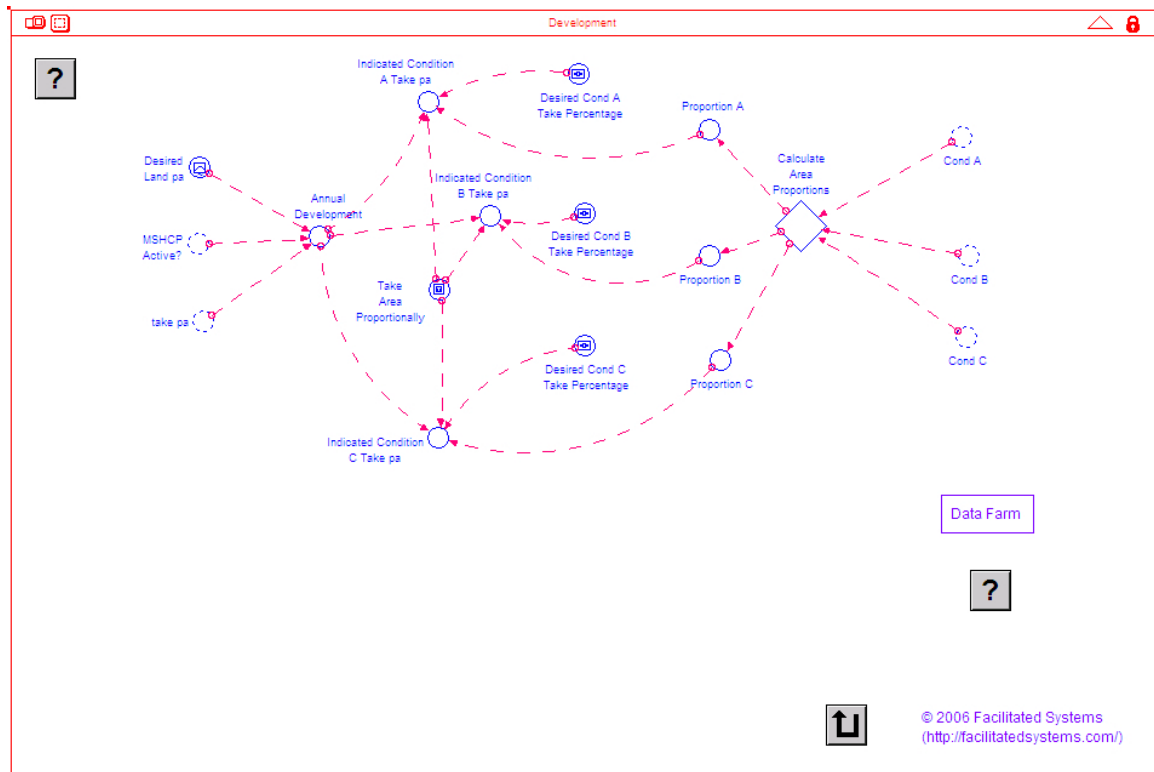 Development
?
Indicated Condition
A Take pa
Desired Cond A
Take Percentage
Proportion A
Calculate
Area
Proportions
Cond A
Desired
Land pa
Annual
Development
Indicated Condition
B Take pa
Desired Cond B
Take Percentage
MSHCP
Active?
Take
Area
Proportionally
Proportion B
Cond B
take pa
Desired Cond C
Take Percentage
Proportion C
Cond C
Indicated Condition
C Take pa
Data Farm
?
© 2006 Facilitated Systems
(http://facilitatedsystems.com/)